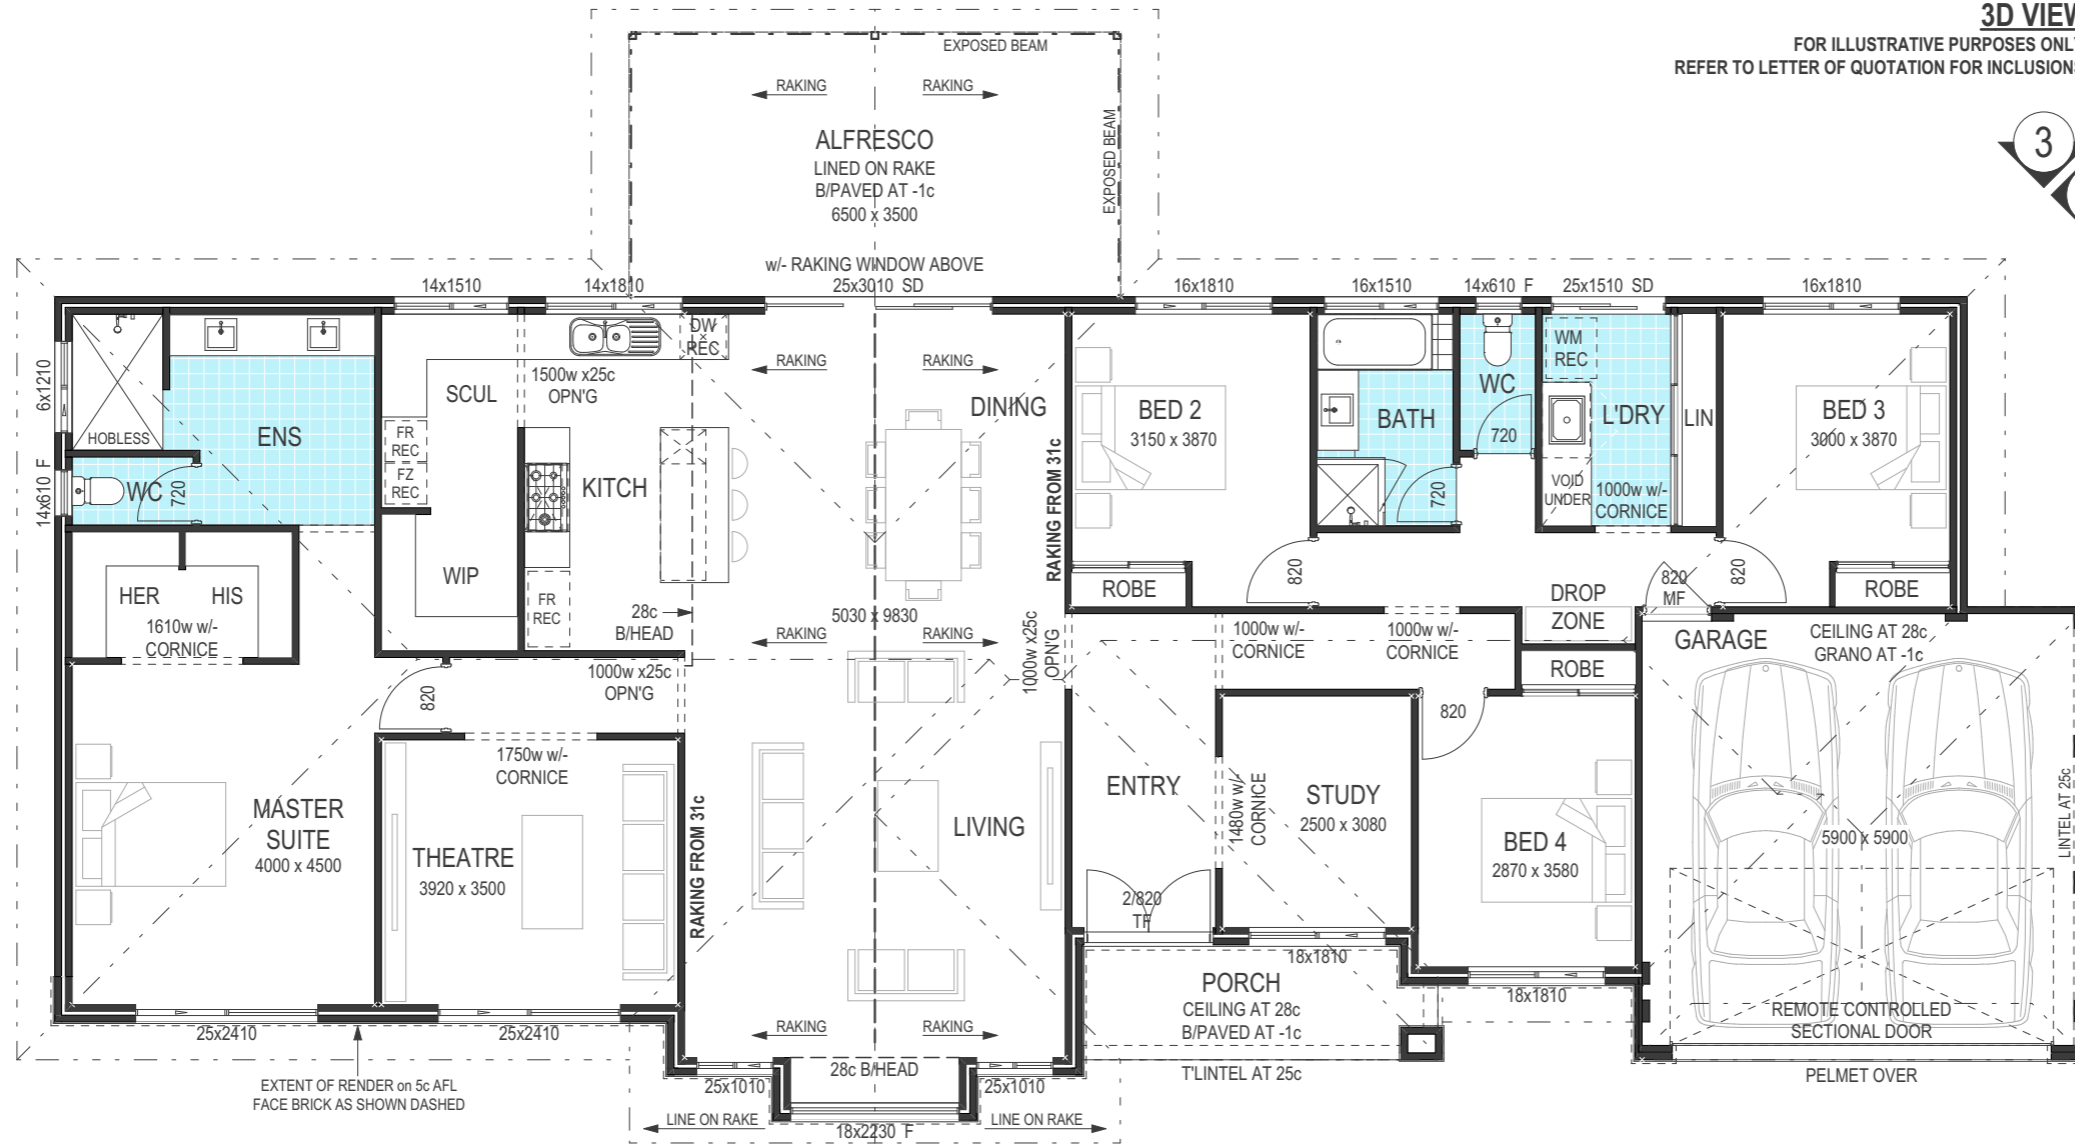 3D VIEW
FOR ILLUSTRATIVE PURPOSES ONLY
REFER TO LETTER OF QUOTATION FOR INCLUSIONS
3
EXPOSED BEAM
RAKING
RAKING
EXPOSED BEAM
ALFRESCO
LINED ON RAKE
B/PAVED AT -1c
6500 x 3500
w/- RAKING WINDOW ABOVE
14x1510
14x1810
25x3010 SD
16x1810
16x1510
14x610 F
25x1510 SD
16x1810
6x1210
HOBLESS
ENS
14x610 F
WC
720
SCUL
FR
REC
FZ
REC
WIP
1500w x25c
OPN'G
DW
REC
KITCH
FR
REC
28c
B/HEAD
RAKING
RAKING
DINING
5030 x 9830
RAKING
RAKING
RAKING FROM 31c
BED 2
3150 x 3870
ROBE
820
BATH
720
WC
720
WM
REC
L'DRY
LIN
VOID
UNDER
1000w w/-
CORNICE
BED 3
3000 x 3870
ROBE
820
820
MF
DROP
ZONE
HER
HIS
1610w w/-
CORNICE
820
1000w x25c
OPN'G
1000w x25c
OPN'G
1000w w/-
CORNICE
1000w w/-
CORNICE
ROBE
820
GARAGE
CEILING AT 28c
GRANO AT -1c
5900 x 5900
LINTEL AT 25c
REMOTE CONTROLLED
SECTIONAL DOOR
PELMET OVER
MASTER
SUITE
4000 x 4500
1750w w/-
CORNICE
THEATRE
3920 x 3500
RAKING FROM 31c
LIVING
ENTRY
2/820
TF
1480w w/-
CORNICE
STUDY
2500 x 3080
BED 4
2870 x 3580
18x1810
18x1810
PORCH
CEILING AT 28c
B/PAVED AT -1c
T'LINTEL AT 25c
25x2410
25x2410
RAKING
RAKING
28c B/HEAD
25x1010
25x1010
EXTENT OF RENDER on 5c AFL
FACE BRICK AS SHOWN DASHED
LINE ON RAKE
LINE ON RAKE
18x2230 F